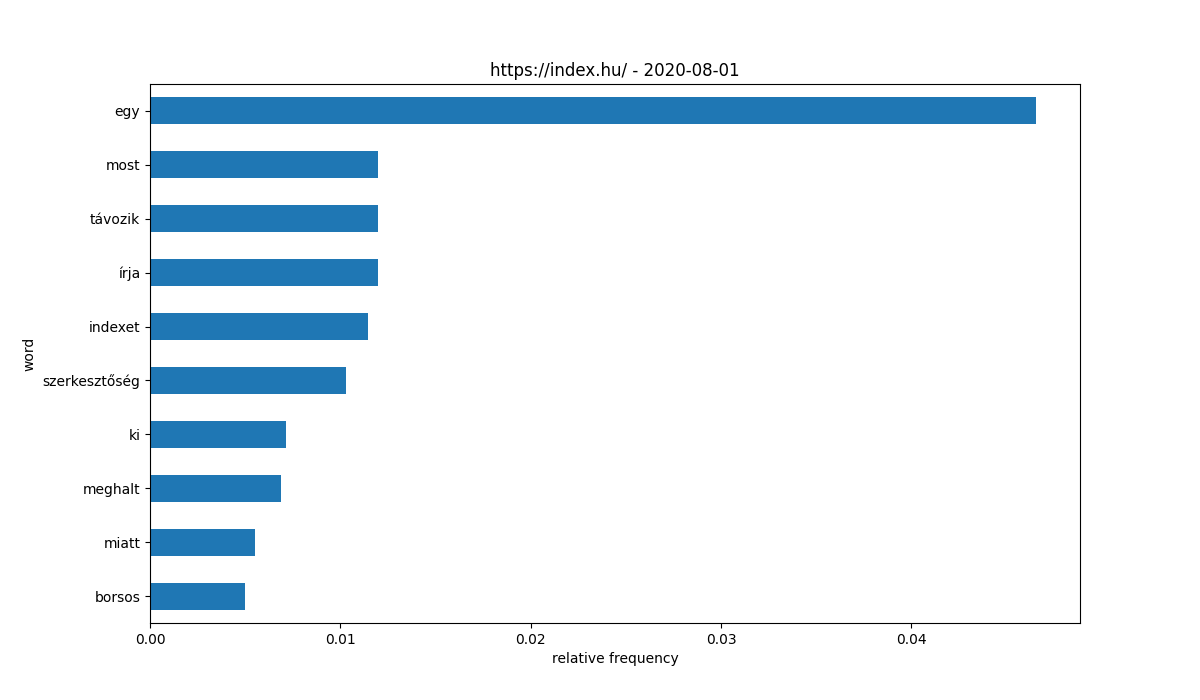 https://index.hu/ - 2020-08-01
egy
most
távozik
írja
indexet
szerkesztőség
ki
meghalt
miatt
borsos
word
0.00 0.01 0.02 0.03 0.04
relative frequency